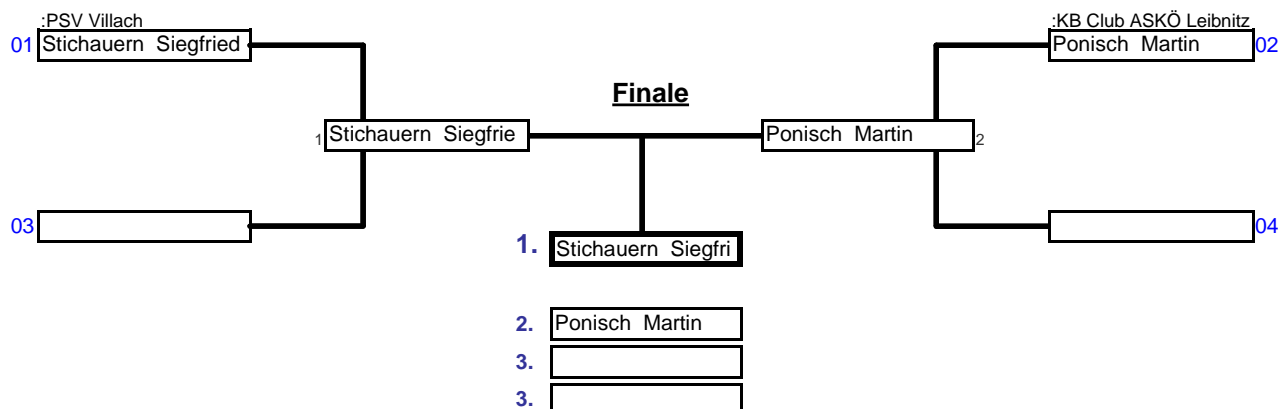 :PSV Villach
:KB Club ASKÖ Leibnitz
01 Stichauern Siegfried
Ponisch Martin 02
Finale
1 Stichauern Siegfrie
Ponisch Martin 2
03
04
1. Stichauern Siegfri
2. Ponisch Martin
3.
3.